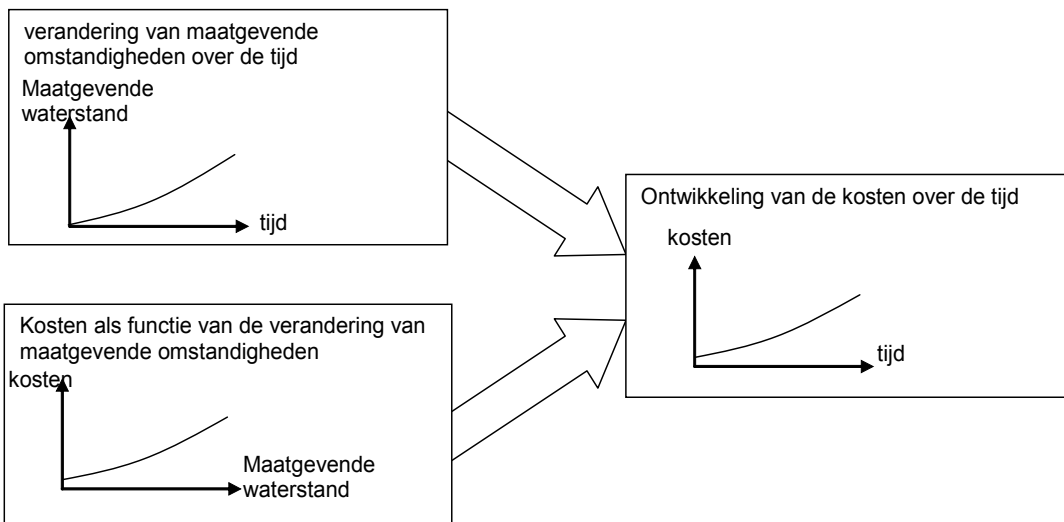 verandering van maatgevende
omstandigheden over de tijd
Maatgevende
waterstand
tijd
Kosten als functie van de verandering van
maatgevende omstandigheden
kosten
Maatgevende
waterstand
Ontwikkeling van de kosten over de tijd
kosten
tijd